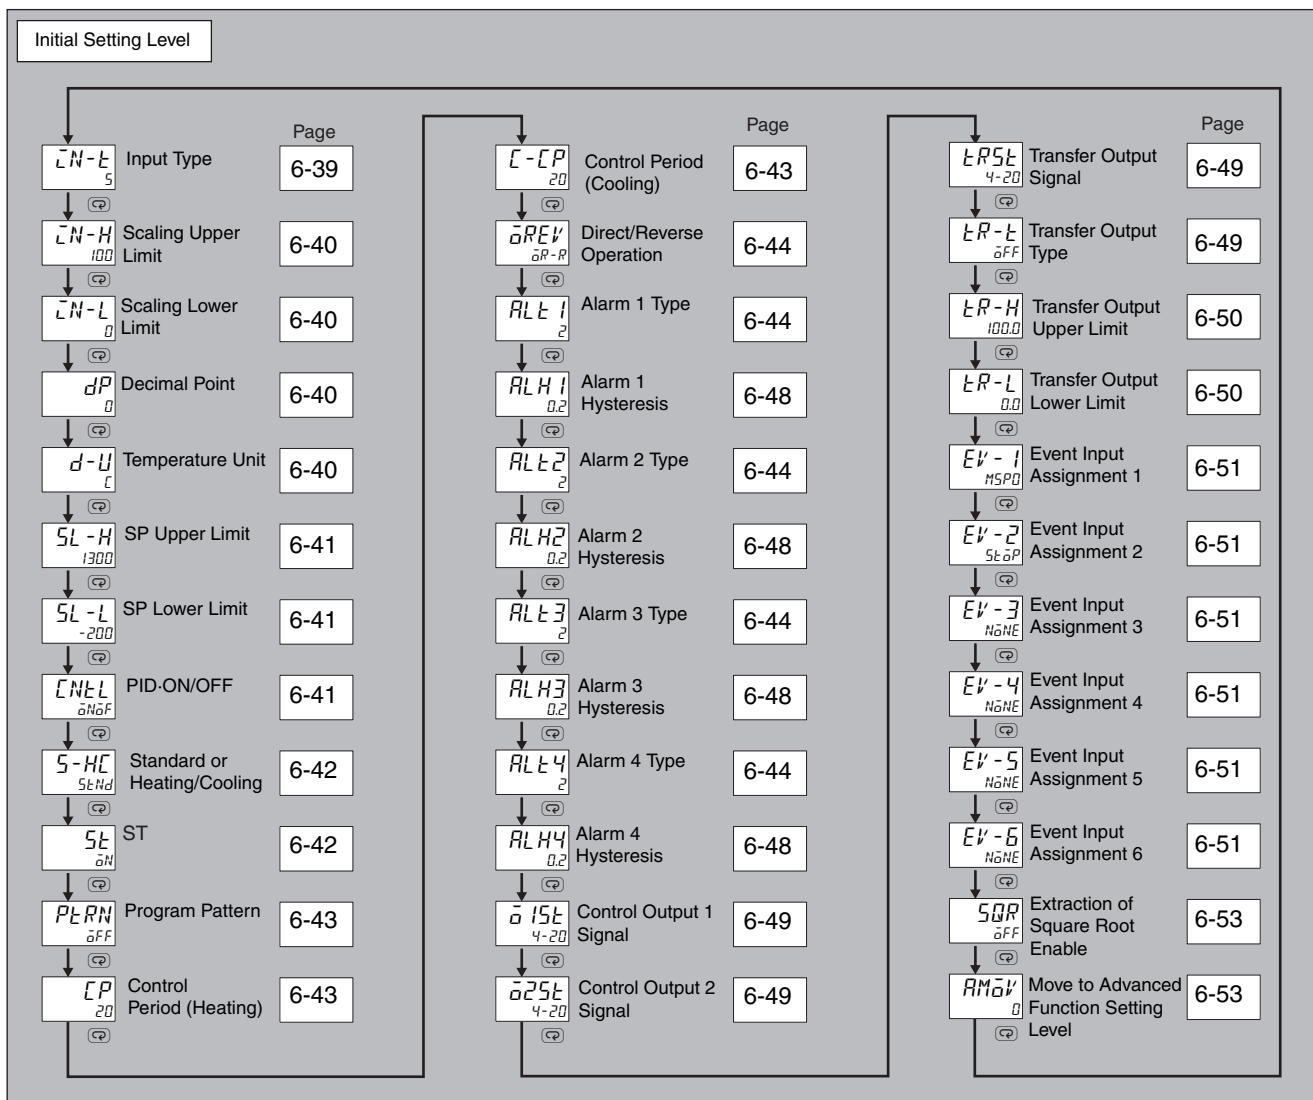 Initial Setting Level
Page
iN-t
5
Input Type
6-39
iN-H
100
Scaling Upper
Limit
6-40
iN-L
0
Scaling Lower
Limit
6-40
dP
0
Decimal Point
6-40
d-U
C
Temperature Unit
6-40
SL-H
1300
SP Upper Limit
6-41
SL-L
-200
SP Lower Limit
6-41
CNtL
oNoF
PID·ON/OFF
6-41
S-HC
StNd
Standard or
Heating/Cooling
6-42
St
oN
ST
6-42
PtRN
oFF
Program Pattern
6-43
CP
20
Control
Period (Heating)
6-43
Page
C-CP
20
Control Period
(Cooling)
6-43
oREV
oR-R
Direct/Reverse
Operation
6-44
ALt1
2
Alarm 1 Type
6-44
ALH1
0.2
Alarm 1
Hysteresis
6-48
ALt2
2
Alarm 2 Type
6-44
ALH2
0.2
Alarm 2
Hysteresis
6-48
ALt3
2
Alarm 3 Type
6-44
ALH3
0.2
Alarm 3
Hysteresis
6-48
ALt4
2
Alarm 4 Type
6-44
ALH4
0.2
Alarm 4
Hysteresis
6-48
o1St
4-20
Control Output 1
Signal
6-49
o2St
4-20
Control Output 2
Signal
6-49
Page
tRSt
4-20
Transfer Output
Signal
6-49
tR-t
oFF
Transfer Output
Type
6-49
tR-H
100.0
Transfer Output
Upper Limit
6-50
tR-L
0.0
Transfer Output
Lower Limit
6-50
EV-1
MSP0
Event Input
Assignment 1
6-51
EV-2
StoP
Event Input
Assignment 2
6-51
EV-3
NoNE
Event Input
Assignment 3
6-51
EV-4
NoNE
Event Input
Assignment 4
6-51
EV-5
NoNE
Event Input
Assignment 5
6-51
EV-6
NoNE
Event Input
Assignment 6
6-51
SQR
oFF
Extraction of
Square Root
Enable
6-53
AMoV
0
Move to Advanced
Function Setting
Level
6-53